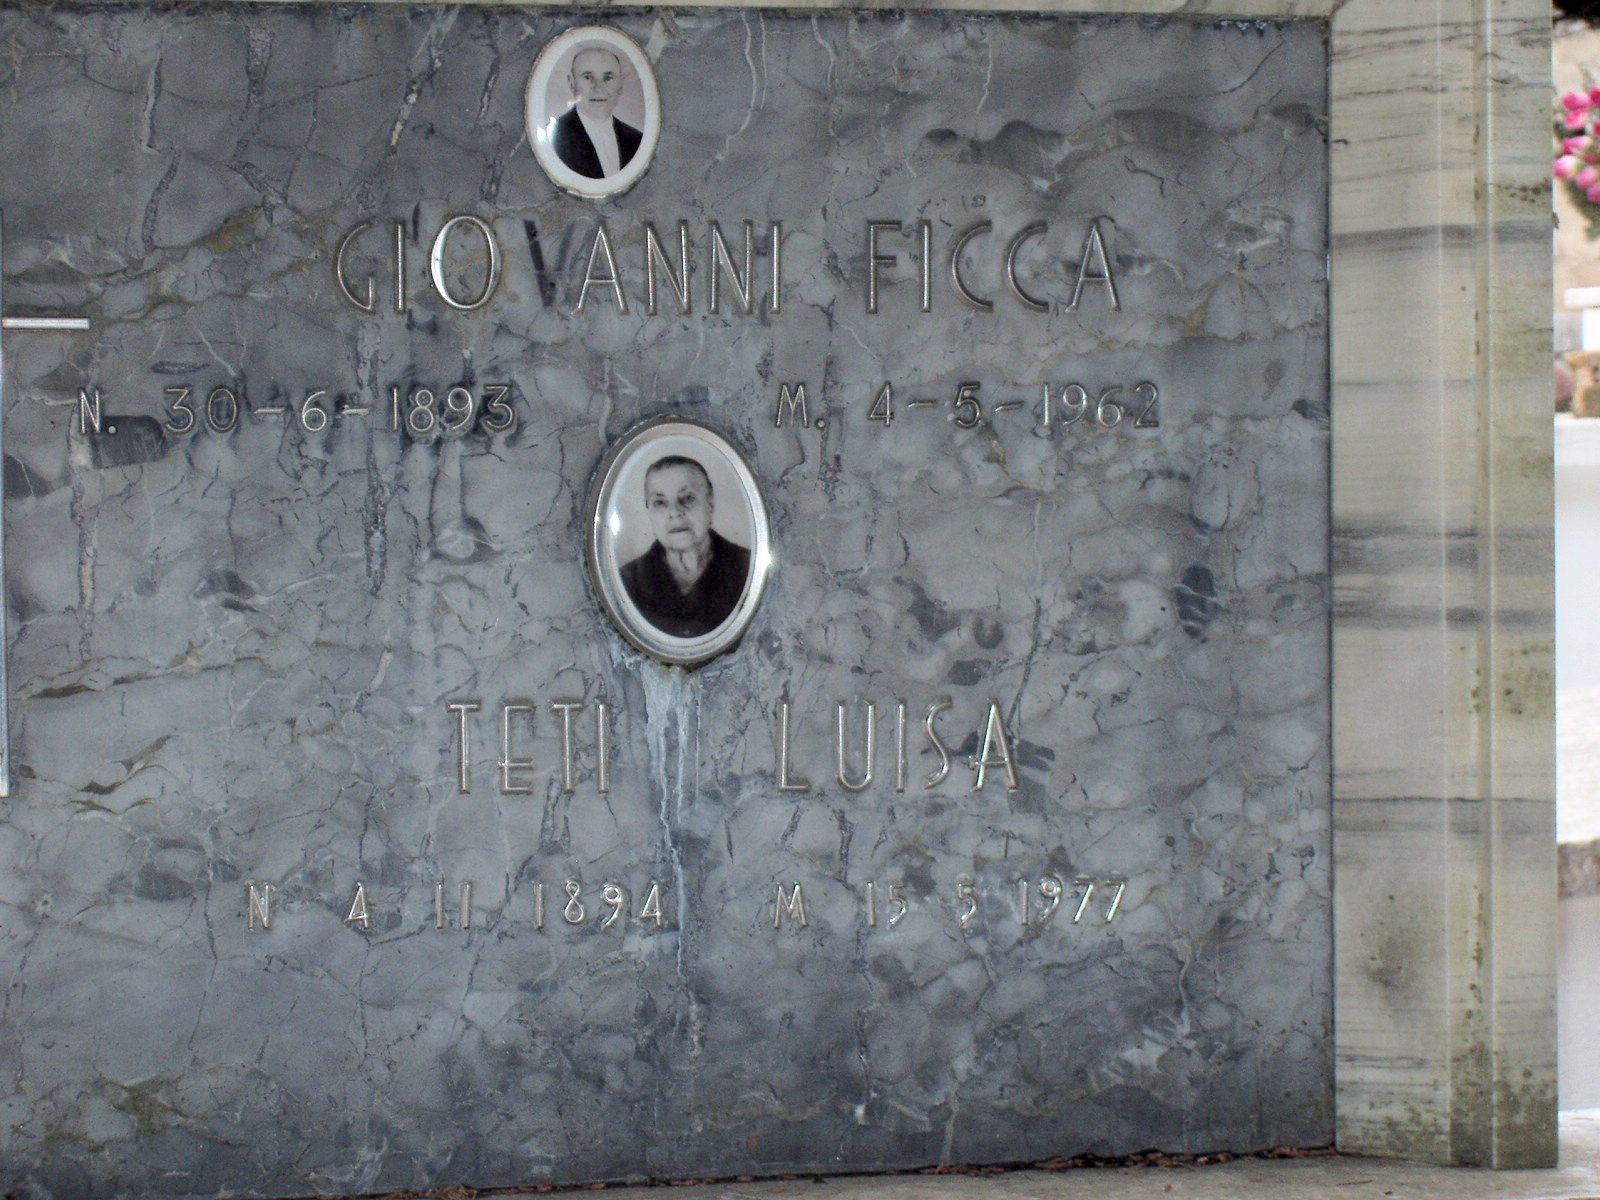 GIOVANNI FICCA
N. 30-6-1893 M. 4-5-1962
TETI LUISA
N 4 11 1894 M 15 5 1977